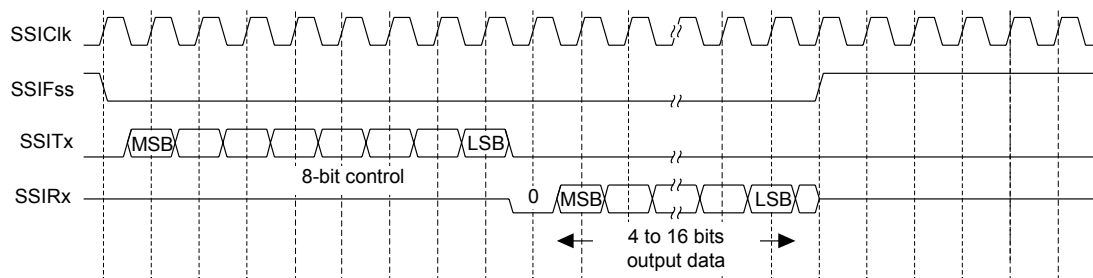 SSIClk
SSIFss
SSITx
MSB
LSB
8-bit control
SSIRx
0
MSB
LSB
4 to 16 bits
output data